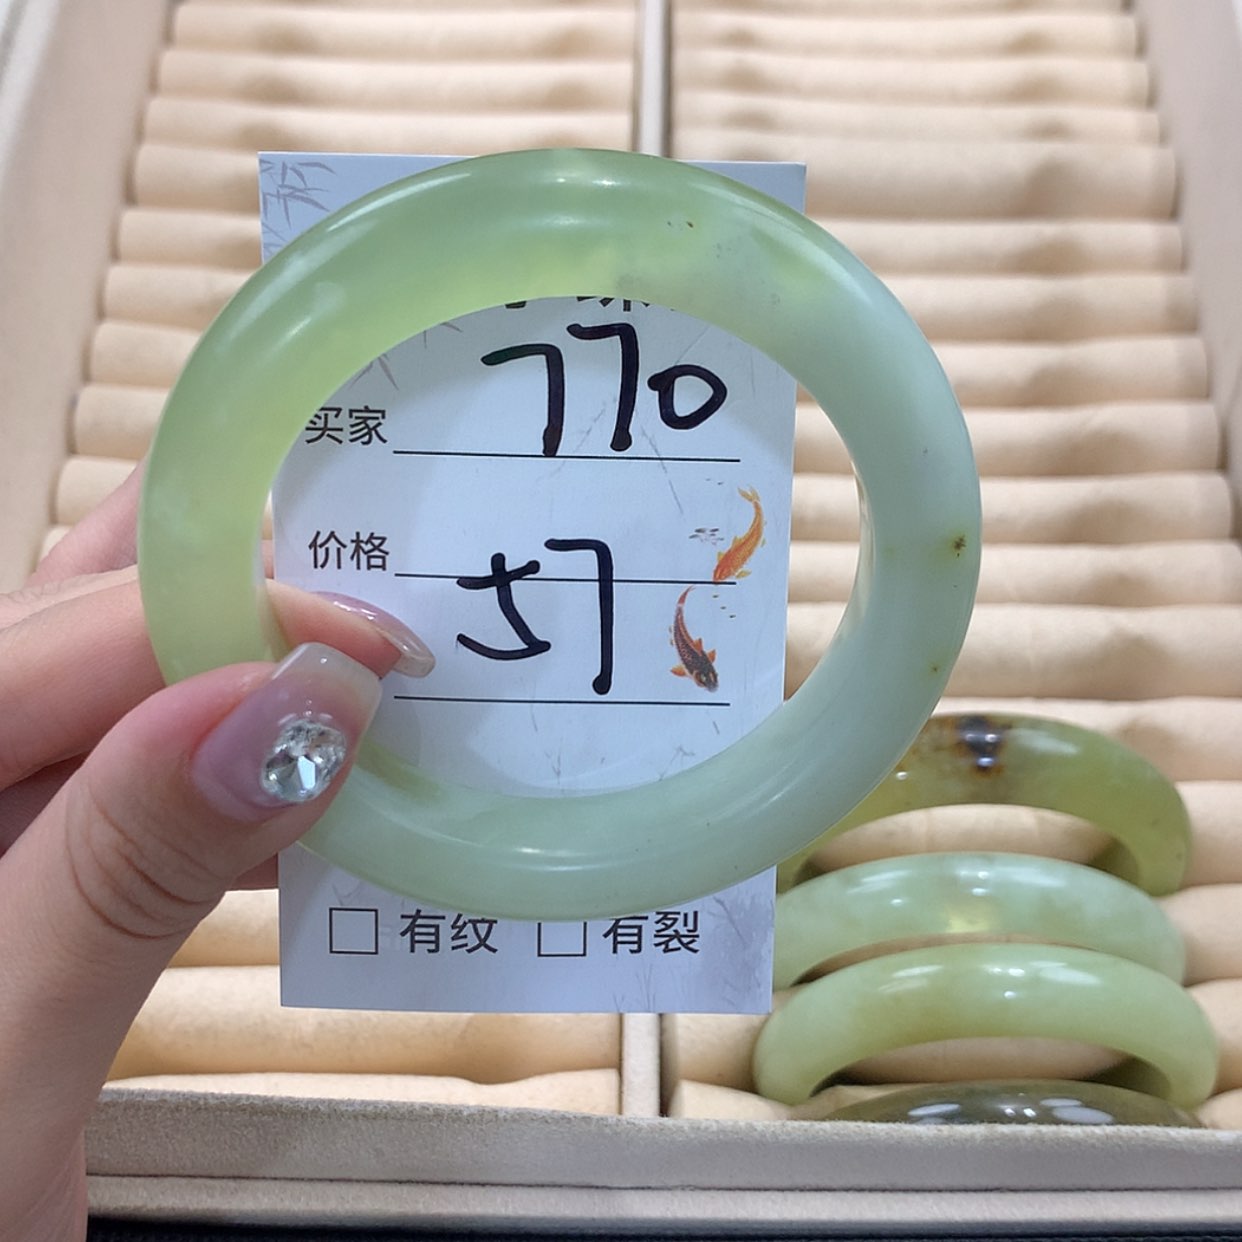 买家 770
价格 57
有纹 有裂